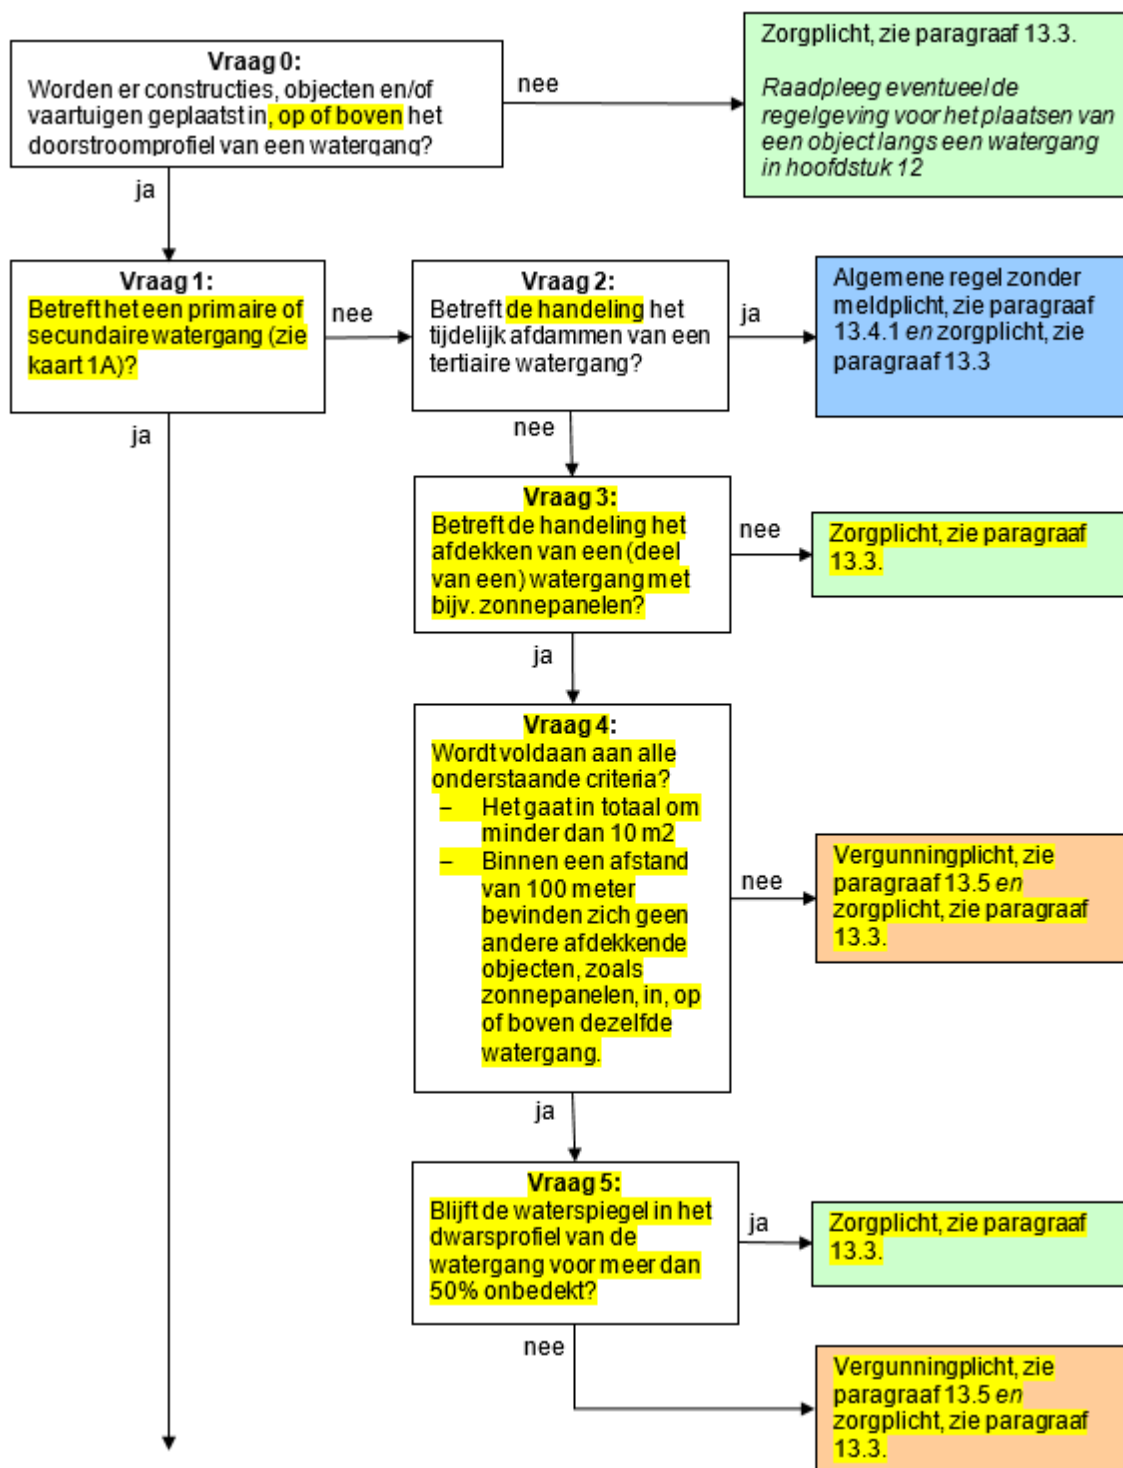 Vraag 0:
Worden er constructies, objecten en/of
vaartuigen geplaatst in, op of boven het
doorstroomprofiel van een watergang?
nee
Zorgplicht, zie paragraaf 13.3.
Raadpleeg eventueel de
regelgeving voor het plaatsen van
een object langs een watergang
in hoofdstuk 12
ja
Vraag 1:
Betreft het een primaire of
secundaire watergang (zie
kaart 1A)?
nee
Vraag 2:
Betreft de handeling het
tijdelijk afdammen van een
tertiaire watergang?
ja
Algemene regel zonder
meldplicht, zie paragraaf
13.4.1 en zorgplicht, zie
paragraaf 13.3
ja
nee
Vraag 3:
Betreft de handeling het
afdekken van een (deel
van een) watergang met
bijv. zonnepanelen?
nee
Zorgplicht, zie paragraaf
13.3.
ja
Vraag 4:
Wordt voldaan aan alle
onderstaande criteria?
– Het gaat in totaal om
minder dan 10 m2
– Binnen een afstand
van 100 meter
bevinden zich geen
andere afdekkende
objecten, zoals
zonnepanelen, in, op
of boven dezelfde
watergang.
nee
Vergunningplicht, zie
paragraaf 13.5 en
zorgplicht, zie paragraaf
13.3.
ja
Vraag 5:
Blijft de waterspiegel in het
dwarsprofiel van de
watergang voor meer dan
50% onbedekt?
ja
Zorgplicht, zie paragraaf
13.3.
nee
Vergunningplicht, zie
paragraaf 13.5 en
zorgplicht, zie paragraaf
13.3.